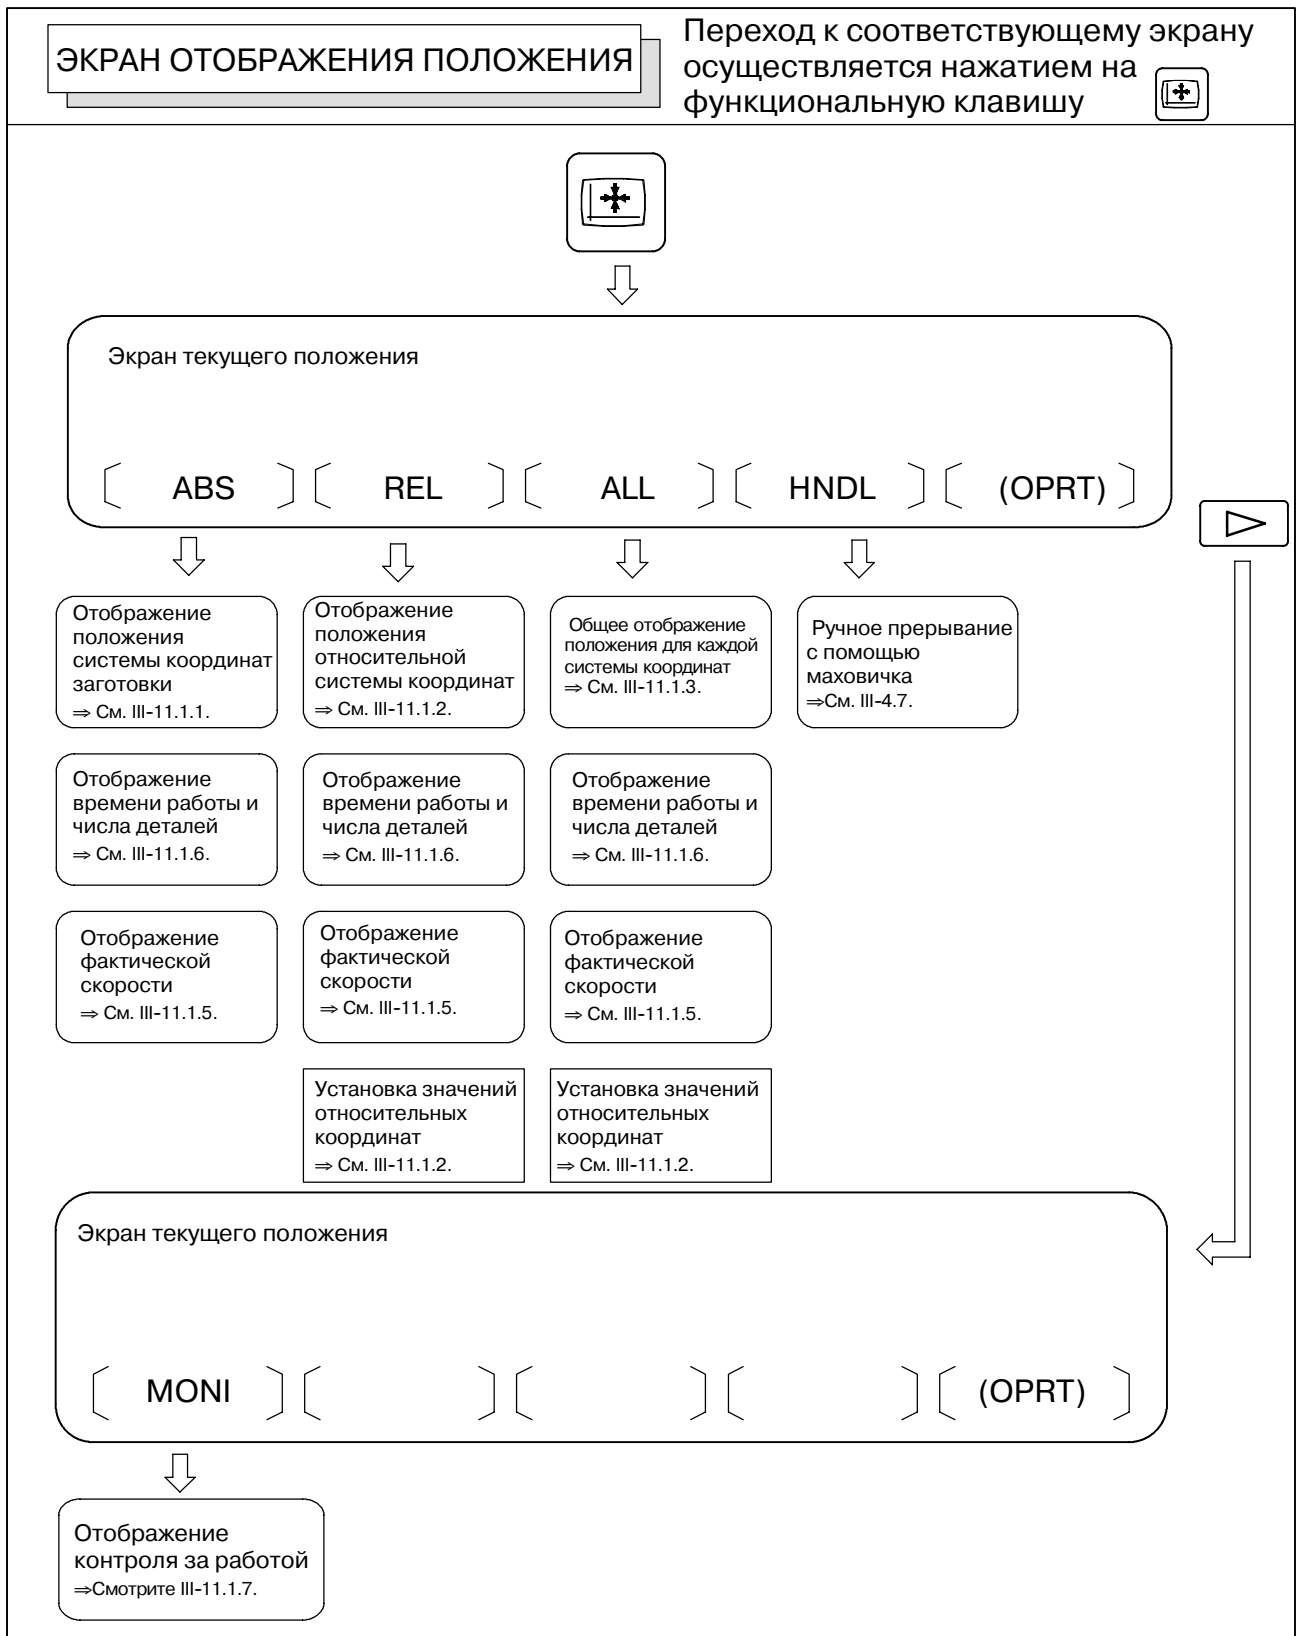 ЭКРАН ОТОБРАЖЕНИЯ ПОЛОЖЕНИЯ
Переход к соответствующему экрану
осуществляется нажатием на
функциональную клавишу
Экран текущего положения
ABS
REL
ALL
HNDL
(OPRT)
Отображение
положения
системы координат
заготовки
⇒ См. III-11.1.1.
Отображение
положения
относительной
системы координат
⇒ См. III-11.1.2.
Общее отображение
положения для каждой
системы координат
⇒ См. III-11.1.3.
Ручное прерывание
с помощью
маховичка
⇒См. III-4.7.
Отображение
времени работы и
числа деталей
⇒ См. III-11.1.6.
Отображение
времени работы и
числа деталей
⇒ См. III-11.1.6.
Отображение
времени работы и
числа деталей
⇒ См. III-11.1.6.
Отображение
фактической
скорости
⇒ См. III-11.1.5.
Отображение
фактической
скорости
⇒ См. III-11.1.5.
Отображение
фактической
скорости
⇒ См. III-11.1.5.
Установка значений
относительных
координат
⇒ См. III-11.1.2.
Установка значений
относительных
координат
⇒ См. III-11.1.2.
Экран текущего положения
MONI
(OPRT)
Отображение
контроля за работой
⇒Смотрите III-11.1.7.